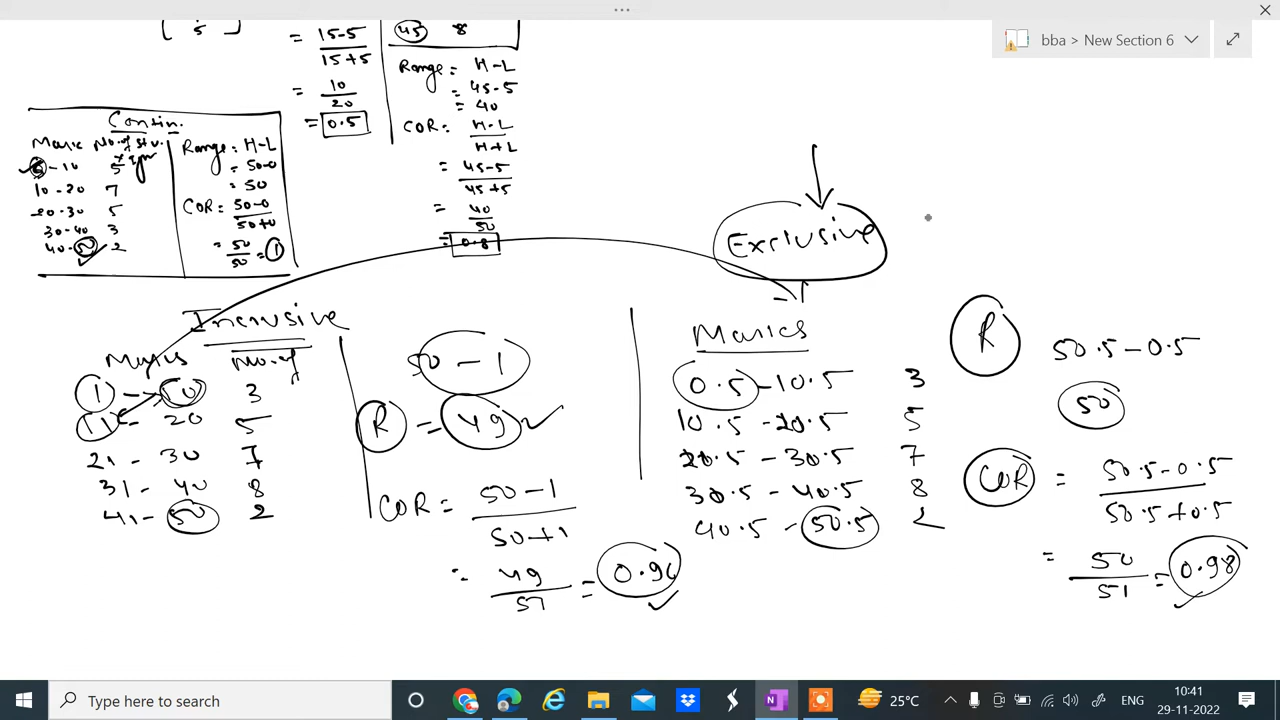 bba > New Section 6
5
= 15-5
15+5
= 10
20
= 0.5
45 8
Range = H-L
= 45-5
= 40
COR = H-L
H+L
= 45-5
45+5
= 40
50
= 0.8
Contin.
Marks No. of Stu.
-10 5
10-20 7
20-30 5
30-40 3
40-50 2
Range = H-L
= 50-0
= 50
COR = 50-0
50+0
= 50
50 = 1
Exclusive
Inclusive
Marks No. of
1 - 10 3
11 - 20 5
21 - 30 7
31 - 40 8
41 - 50 2
50 - 1
R = 49
COR = 50-1
50+1
= 49
51 = 0.96
Marks
0.5 - 10.5 3
10.5 - 20.5 5
20.5 - 30.5 7
30.5 - 40.5 8
40.5 - 50.5 2
R 50.5 - 0.5
50
COR = 50.5-0.5
50.5+0.5
= 50
51 = 0.98
Type here to search
25°C
ENG
10:41
29-11-2022